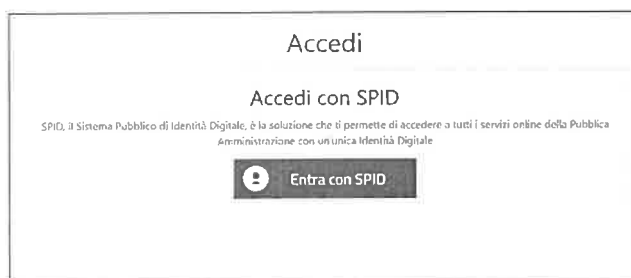 Accedi
Accedi con SPID
SPID, il Sistema Pubblico di Identità Digitale, è la soluzione che ti permette di accedere a tutti i servizi online della Pubblica
Amministrazione con un'unica Identità Digitale
Entra con SPID